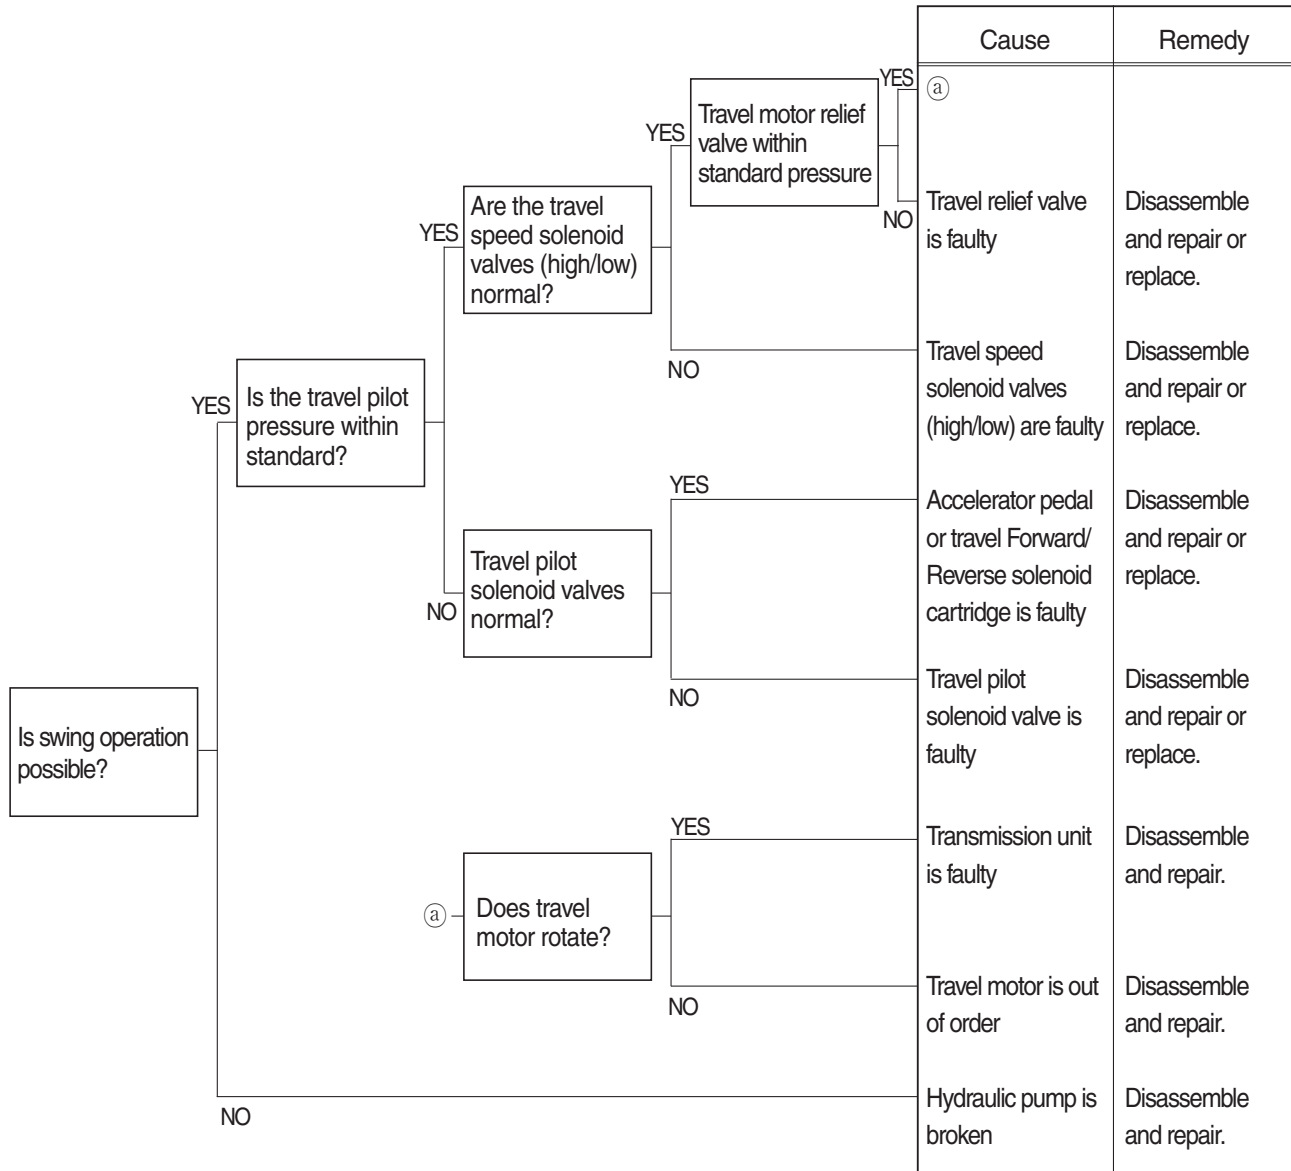 Cause
Remedy
YES
ⓐ
Travel motor relief
valve within
standard pressure
YES
NO
Travel relief valve
is faulty
Disassemble
and repair or
replace.
Are the travel
speed solenoid
valves (high/low)
normal?
YES
NO
Travel speed
solenoid valves
(high/low) are faulty
Disassemble
and repair or
replace.
Is the travel pilot
pressure within
standard?
YES
YES
Accelerator pedal
or travel Forward/
Reverse solenoid
cartridge is faulty
Disassemble
and repair or
replace.
Travel pilot
solenoid valves
normal?
NO
NO
Travel pilot
solenoid valve is
faulty
Disassemble
and repair or
replace.
Is swing operation
possible?
YES
Transmission unit
is faulty
Disassemble
and repair.
ⓐ
Does travel
motor rotate?
NO
Travel motor is out
of order
Disassemble
and repair.
NO
Hydraulic pump is
broken
Disassemble
and repair.